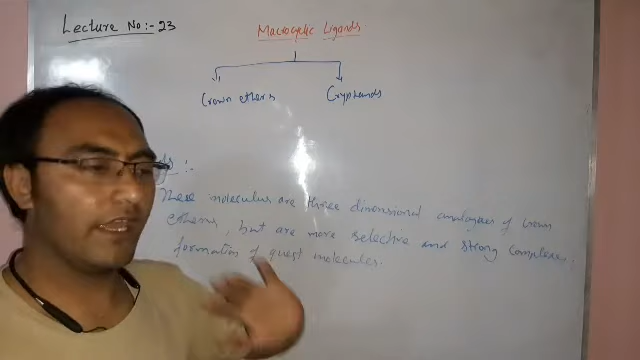 Lecture No:- 23
Macrocyclic Ligands
Crown ethers
Cryptands
ds :-
These molecules are three dimensional analogues of crown
ethers, but are more selective and strong complexes
formation of guest molecules.